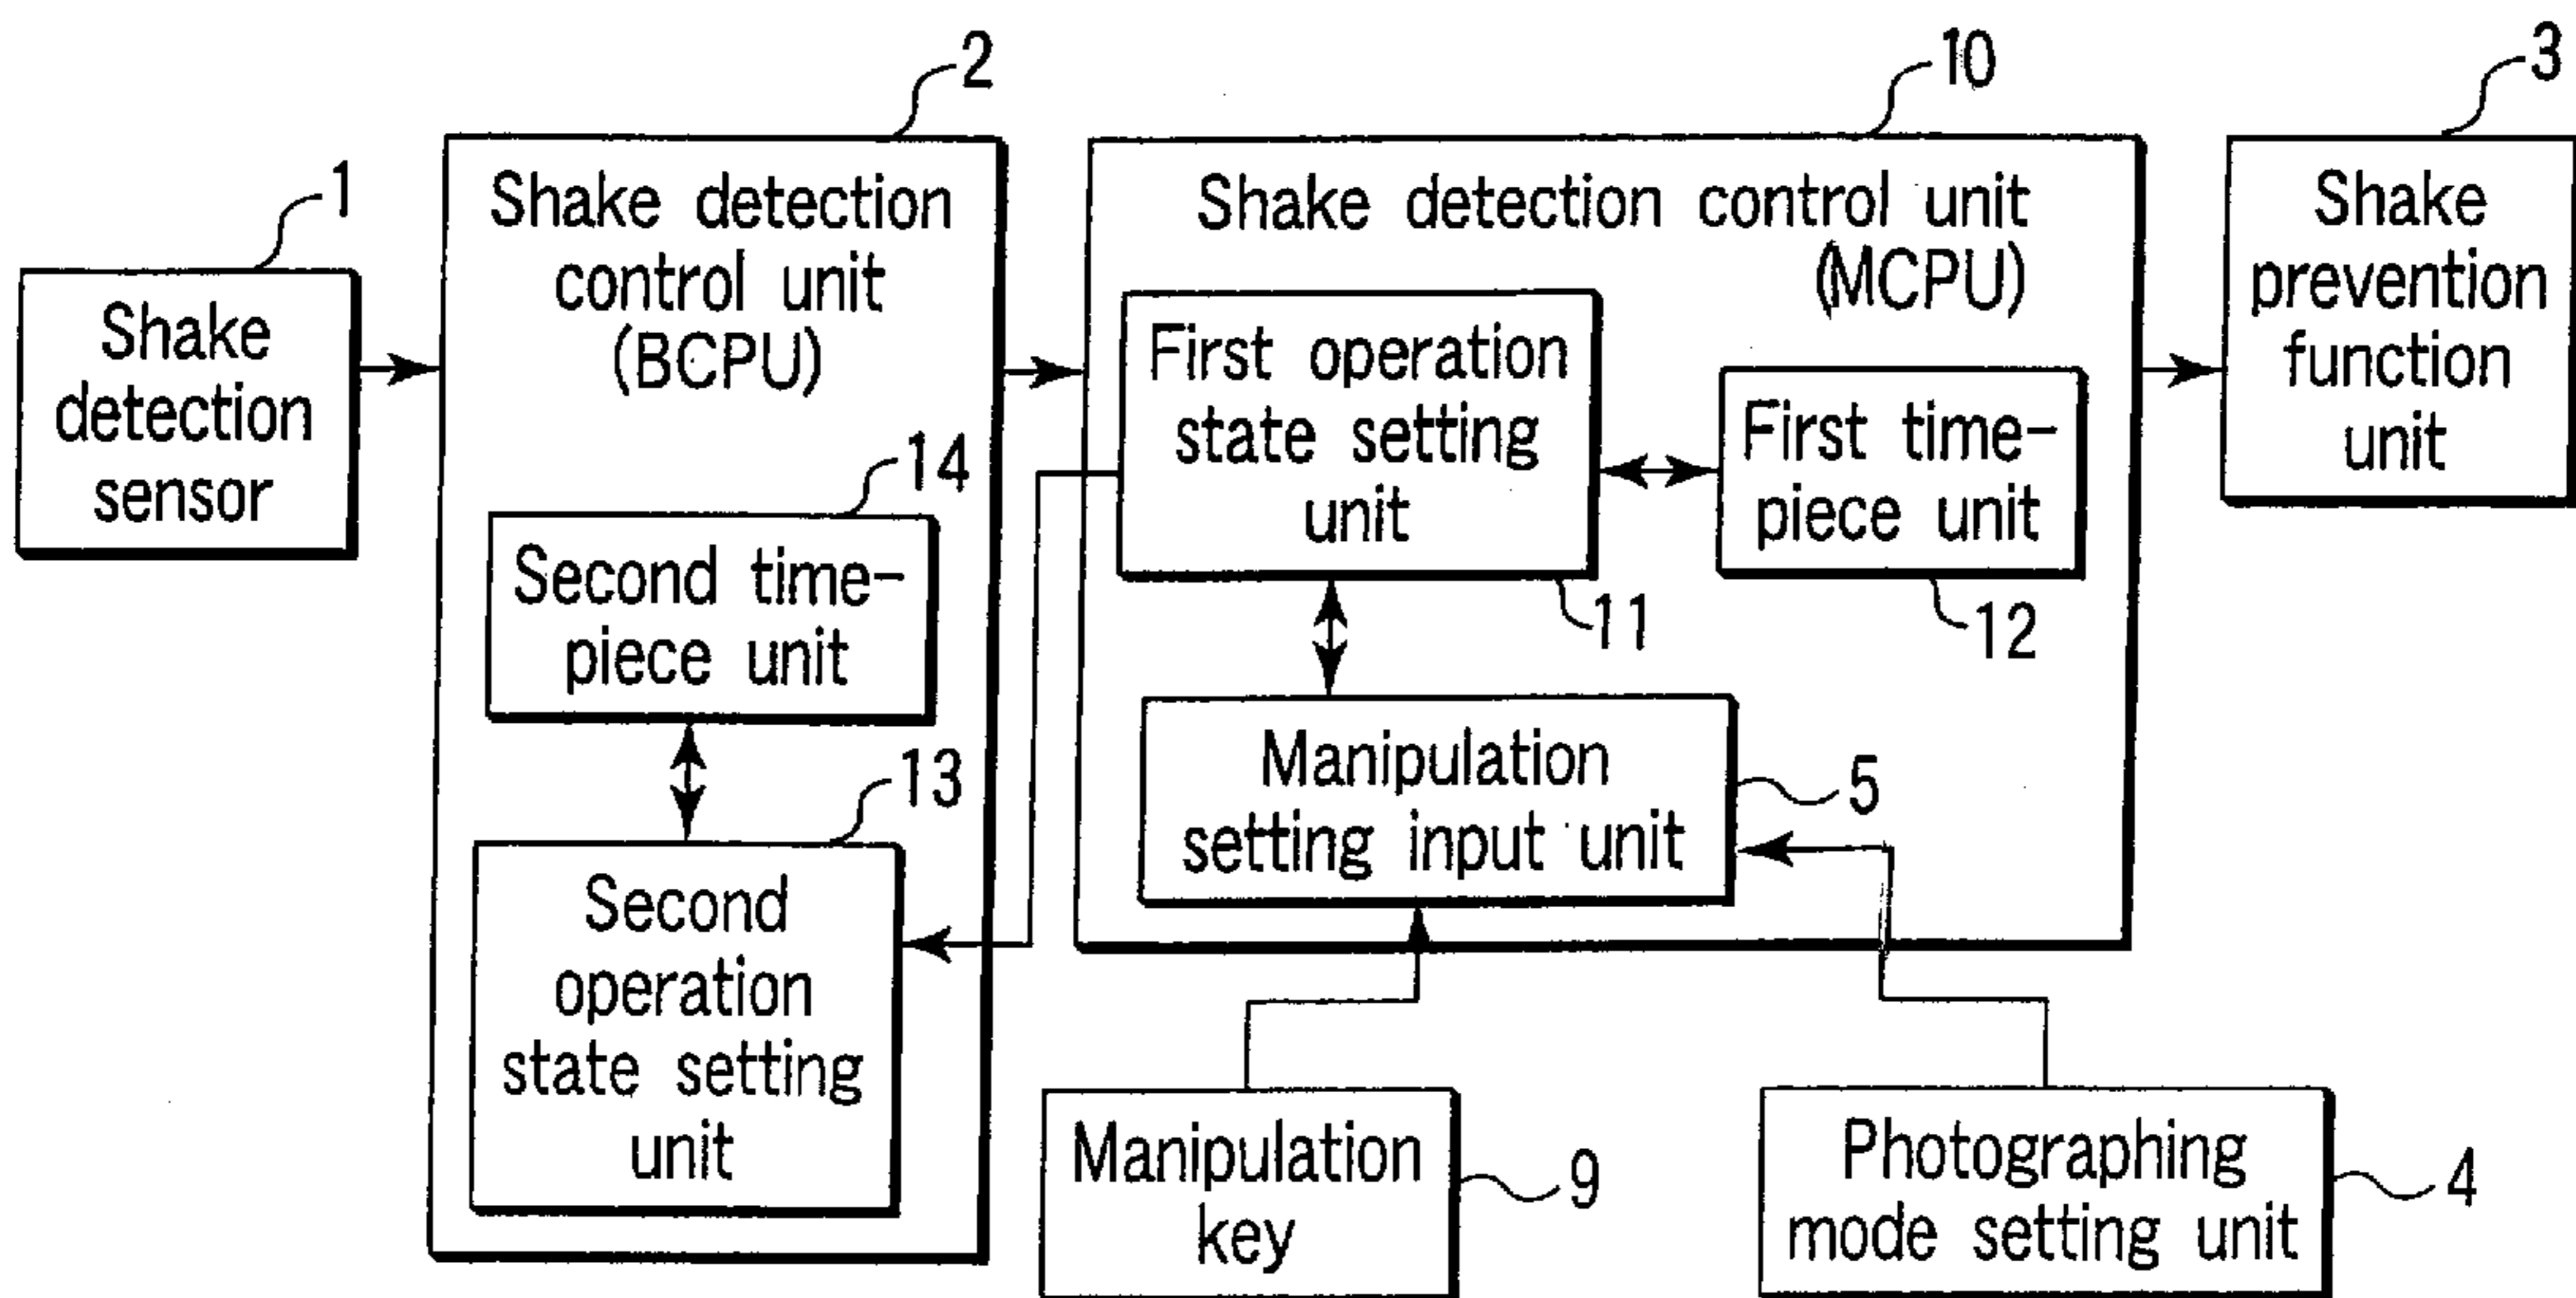 1
Shake
detection
sensor
2
Shake detection
control unit
(BCPU)
14
Second time-
piece unit
13
Second
operation
state setting
unit
10
Shake detection control unit
(MCPU)
First operation
state setting
unit
11
First time-
piece unit
12
Manipulation
setting input unit
5
3
Shake
prevention
function
unit
Manipulation
key
9
Photographing
mode setting unit
4